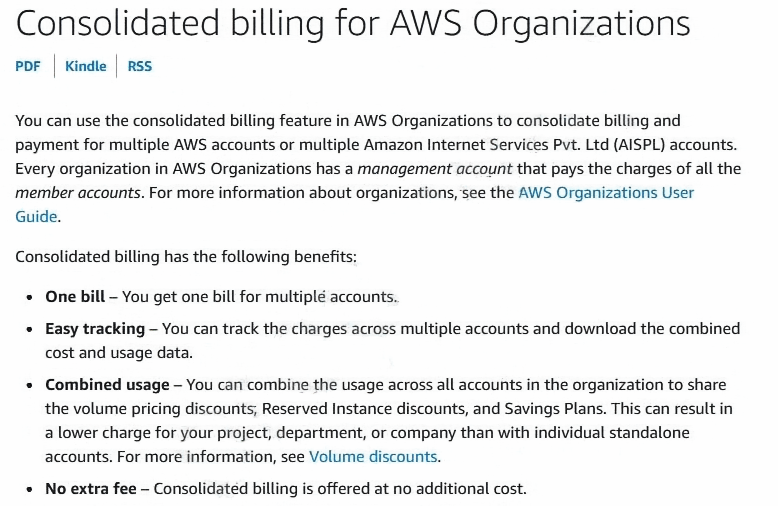 Consolidated billing for AWS Organizations
PDF | Kindle | RSS
You can use the consolidated billing feature in AWS Organizations to consolidate billing and
payment for multiple AWS accounts or multiple Amazon Internet Services Pvt. Ltd (AISPL) accounts.
Every organization in AWS Organizations has a management account that pays the charges of all the
member accounts. For more information about organizations, see the AWS Organizations User
Guide.
Consolidated billing has the following benefits:
• One bill – You get one bill for multiple accounts.
• Easy tracking – You can track the charges across multiple accounts and download the combined
cost and usage data.
• Combined usage – You can combine the usage across all accounts in the organization to share
the volume pricing discounts, Reserved Instance discounts, and Savings Plans. This can result in
a lower charge for your project, department, or company than with individual standalone
accounts. For more information, see Volume discounts.
• No extra fee – Consolidated billing is offered at no additional cost.